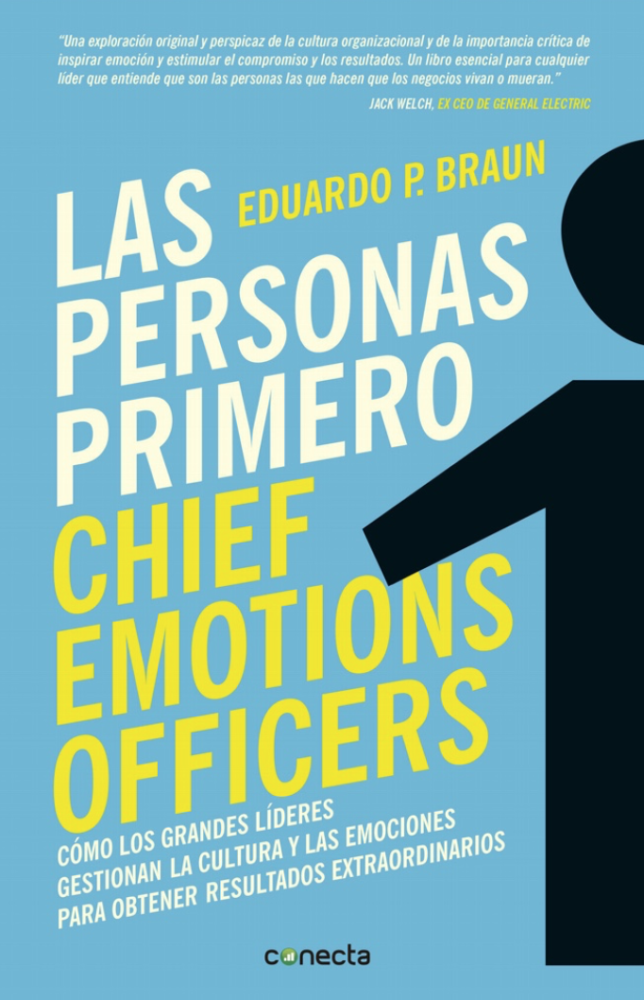 “Una exploración original y perspicaz de la cultura organizacional y de la importancia crítica de
inspirar emoción y estimular el compromiso y los resultados. Un libro esencial para cualquier
líder que entiende que son las personas las que hacen que los negocios vivan o mueran.”
JACK WELCH, EX CEO DE GENERAL ELECTRIC
EDUARDO P. BRAUN
LAS
PERSONAS
PRIMERO
CHIEF
EMOTIONS
OFFICERS
CÓMO LOS GRANDES LÍDERES
GESTIONAN LA CULTURA Y LAS EMOCIONES
PARA OBTENER RESULTADOS EXTRAORDINARIOS
conecta